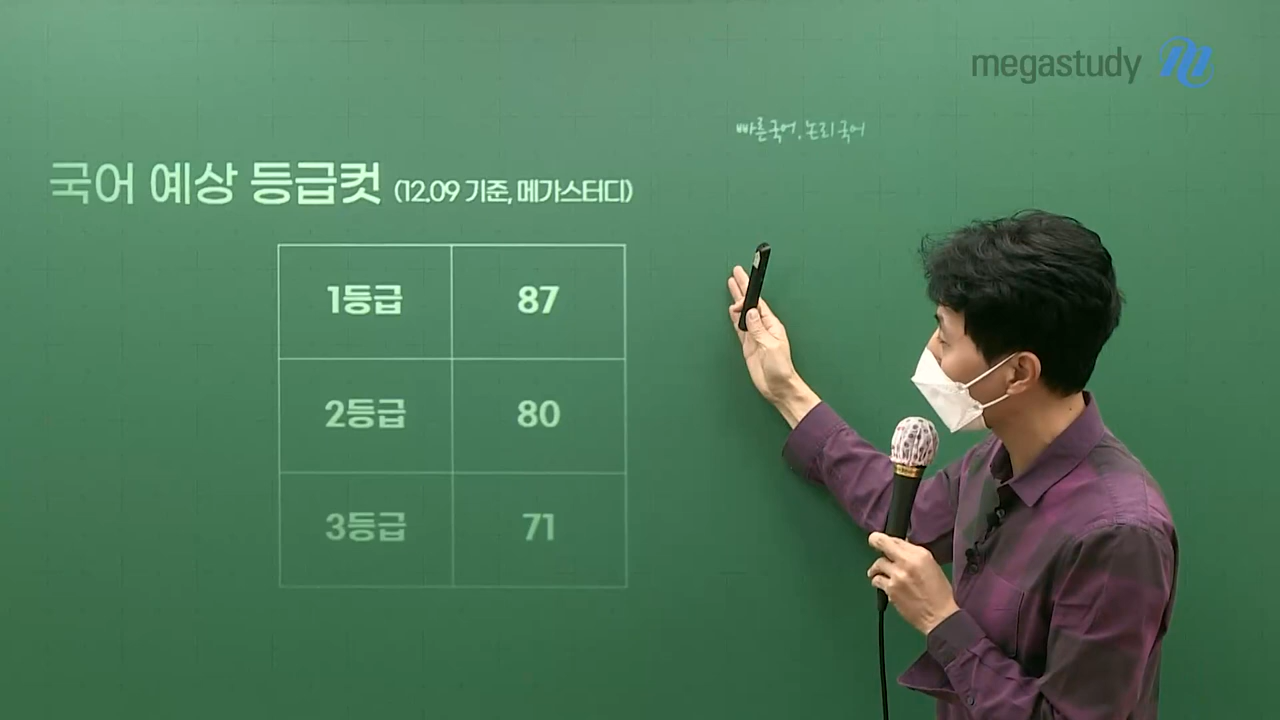 megastudy
빠른국어, 논리국어
국어 예상 등급컷 (12.09 기준, 메가스터디)
1등급 87
2등급 80
3등급 71